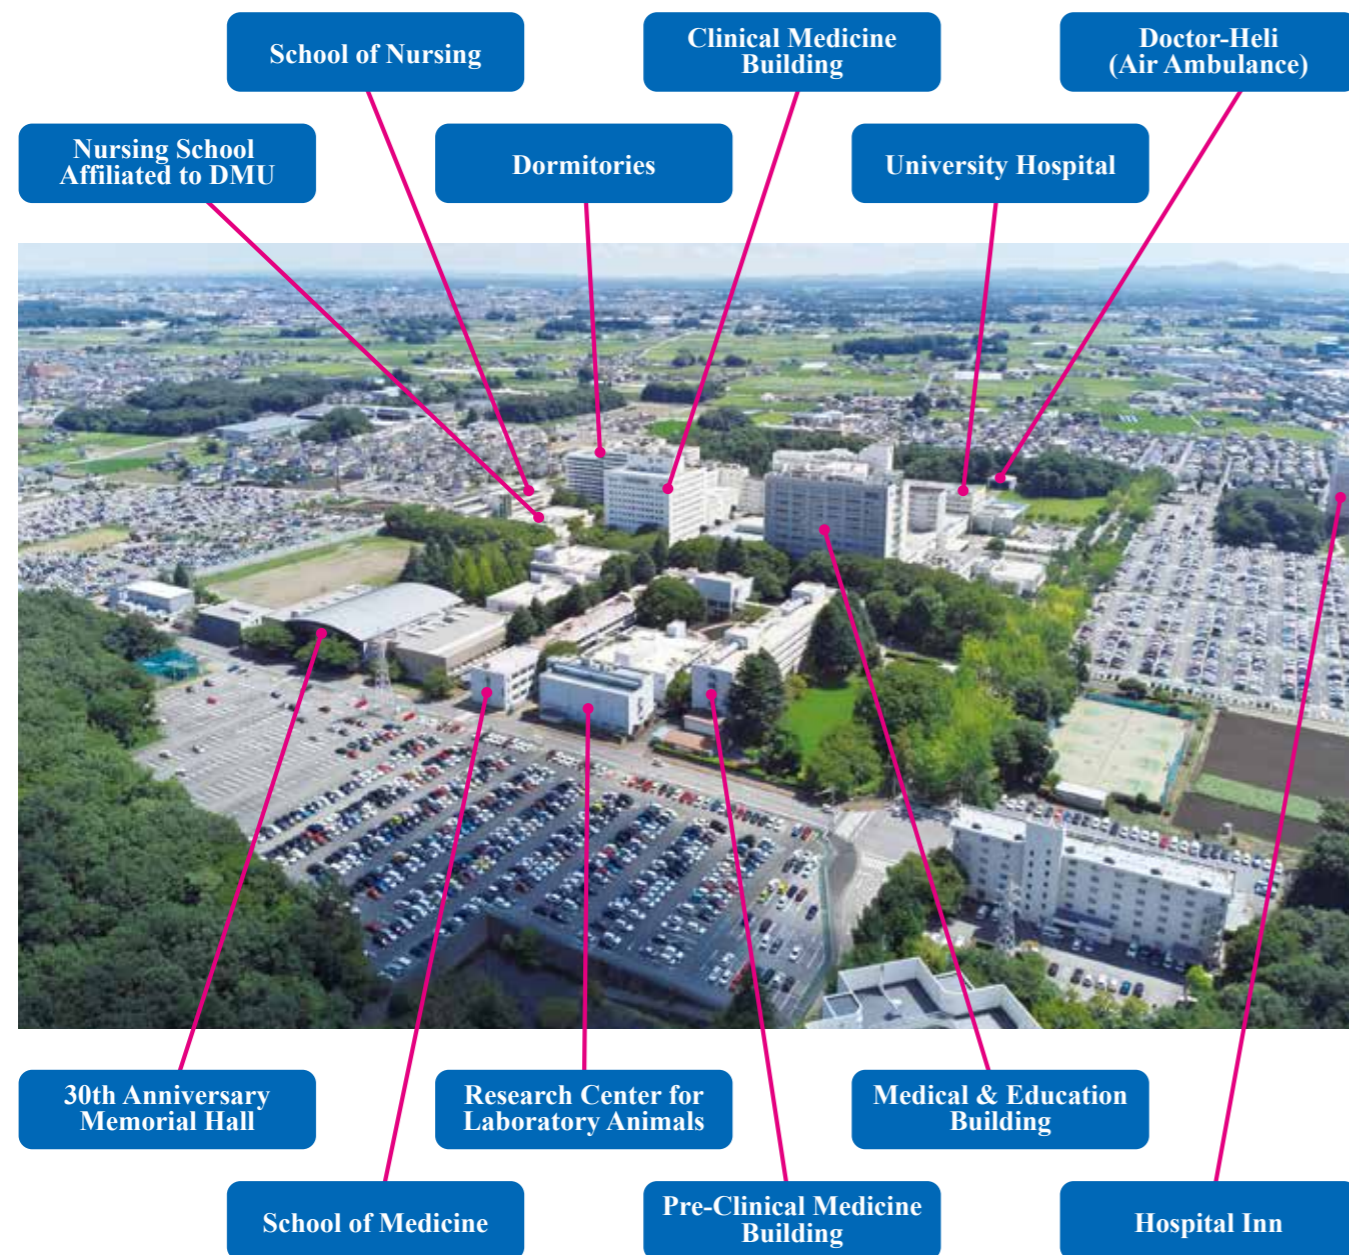 School of Nursing
Clinical Medicine
Building
Doctor-Heli
(Air Ambulance)
Nursing School
Affiliated to DMU
Dormitories
University Hospital
30th Anniversary
Memorial Hall
Research Center for
Laboratory Animals
Medical & Education
Building
School of Medicine
Pre-Clinical Medicine
Building
Hospital Inn